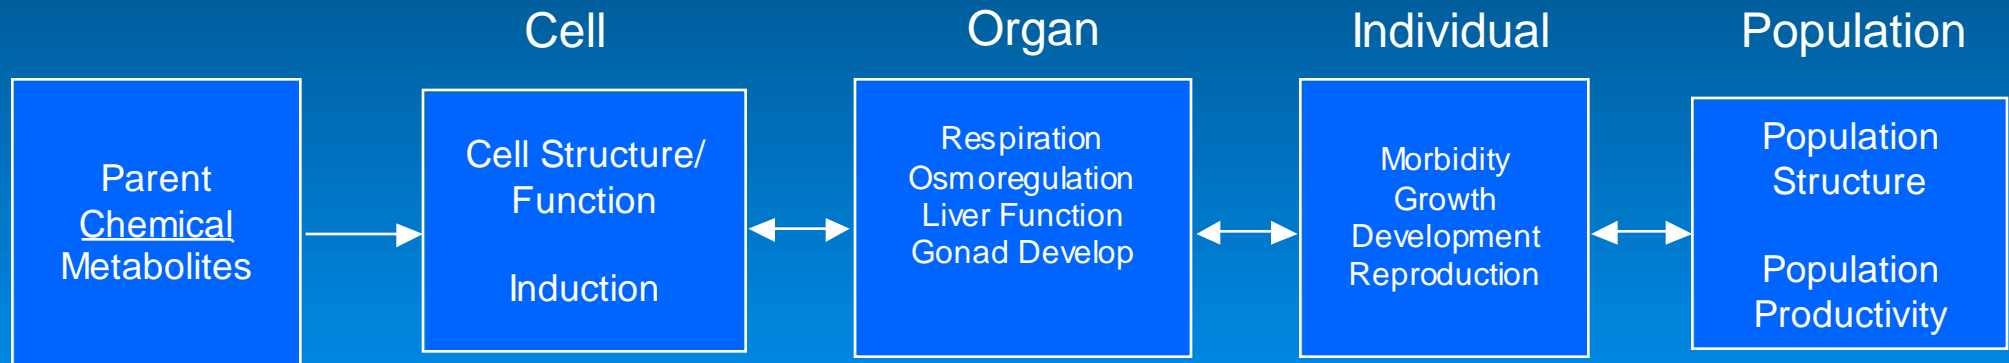 Cell
Organ
Individual
Population
Parent
Chemical
Metabolites
Cell Structure/
Function
Induction
Respiration
Osmoregulation
Liver Function
Gonad Develop
Morbidity
Growth
Development
Reproduction
Population
Structure
Population
Productivity